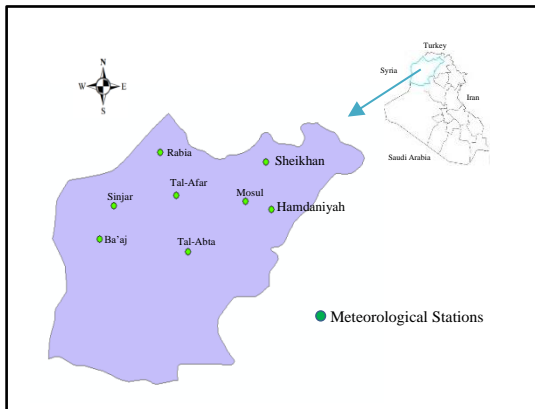 Turkey
Syria
Iran
Saudi Arabia
N
W E
S
Rabia
Sheikhan
Tal-Afar
Sinjar
Mosul
Hamdaniyah
Ba'aj
Tal-Abta
Meteorological Stations